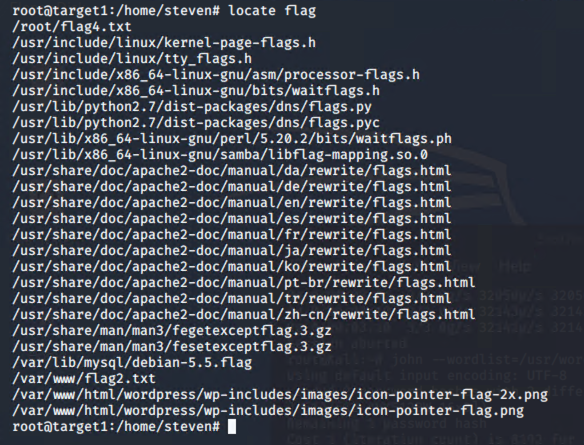 root@target1:/home/steven# locate flag
/root/flag4.txt
/usr/include/linux/kernel-page-flags.h
/usr/include/linux/tty_flags.h
/usr/include/x86_64-linux-gnu/asm/processor-flags.h
/usr/include/x86_64-linux-gnu/bits/waitflags.h
/usr/lib/python2.7/dist-packages/dns/flags.py
/usr/lib/python2.7/dist-packages/dns/flags.pyc
/usr/lib/x86_64-linux-gnu/perl/5.20.2/bits/waitflags.ph
/usr/lib/x86_64-linux-gnu/samba/libflag-mapping.so.0
/usr/share/doc/apache2-doc/manual/da/rewrite/flags.html
/usr/share/doc/apache2-doc/manual/de/rewrite/flags.html
/usr/share/doc/apache2-doc/manual/en/rewrite/flags.html
/usr/share/doc/apache2-doc/manual/es/rewrite/flags.html
/usr/share/doc/apache2-doc/manual/fr/rewrite/flags.html
/usr/share/doc/apache2-doc/manual/ja/rewrite/flags.html
/usr/share/doc/apache2-doc/manual/ko/rewrite/flags.html
/usr/share/doc/apache2-doc/manual/pt-br/rewrite/flags.html
/usr/share/doc/apache2-doc/manual/tr/rewrite/flags.html
/usr/share/doc/apache2-doc/manual/zh-cn/rewrite/flags.html
/usr/share/man/man3/fegetexceptflag.3.gz
/usr/share/man/man3/fesetexceptflag.3.gz
/var/lib/mysql/debian-5.5.flag
/var/www/flag2.txt
/var/www/html/wordpress/wp-includes/images/icon-pointer-flag-2x.png
/var/www/html/wordpress/wp-includes/images/icon-pointer-flag.png
root@target1:/home/steven#